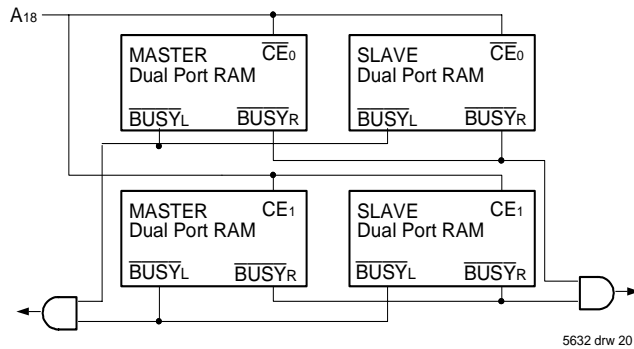 A18
MASTER CE0 SLAVE CE0
Dual Port RAM Dual Port RAM
BUSYL BUSYR BUSYL BUSYR
MASTER CE1 SLAVE CE1
Dual Port RAM Dual Port RAM
BUSYL BUSYR BUSYL BUSYR
5632 drw 20